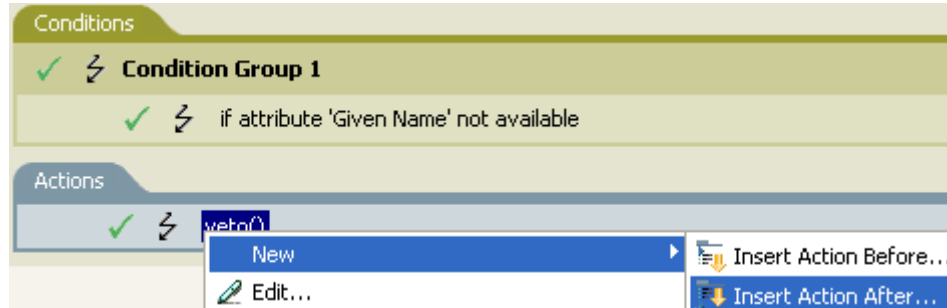 Conditions
Condition Group 1
if attribute 'Given Name' not available
Actions
veto()
New
Insert Action Before...
Edit...
Insert Action After...